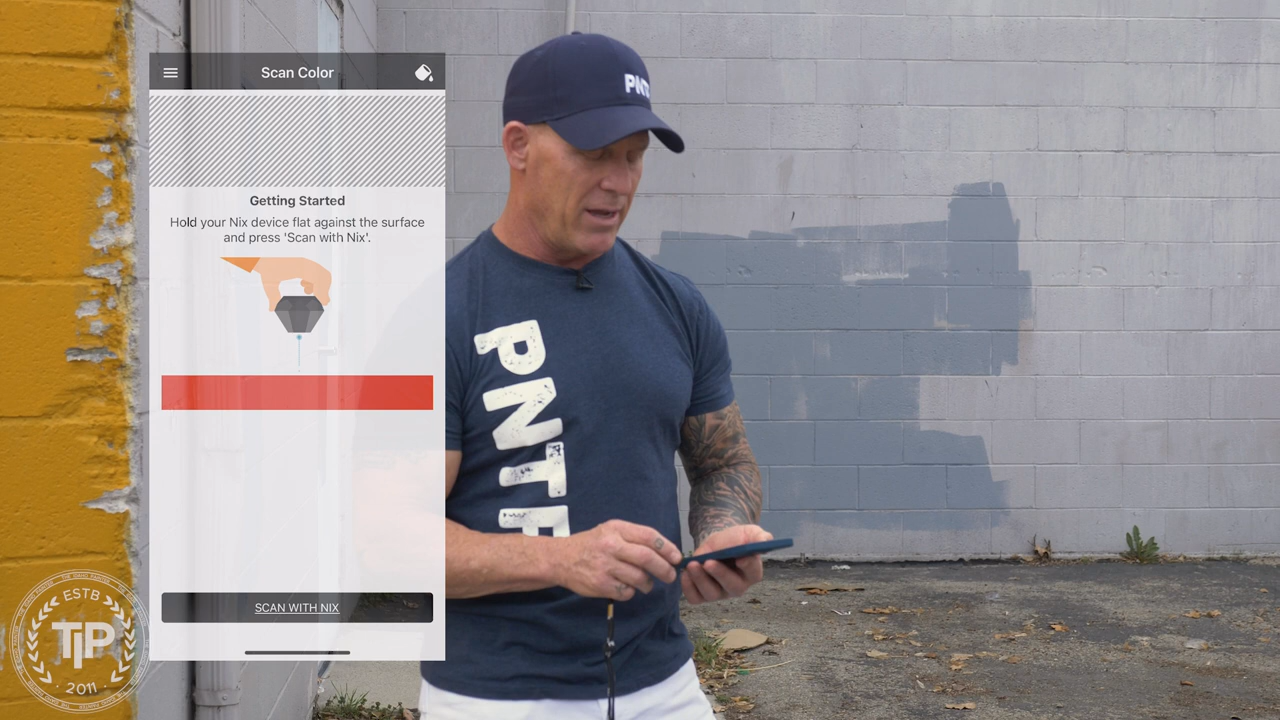 Scan Color
Getting Started
Hold your Nix device flat against the surface
and press 'Scan with Nix'.
SCAN WITH NIX
PNT
PNTR
ESTB
TIP
2011